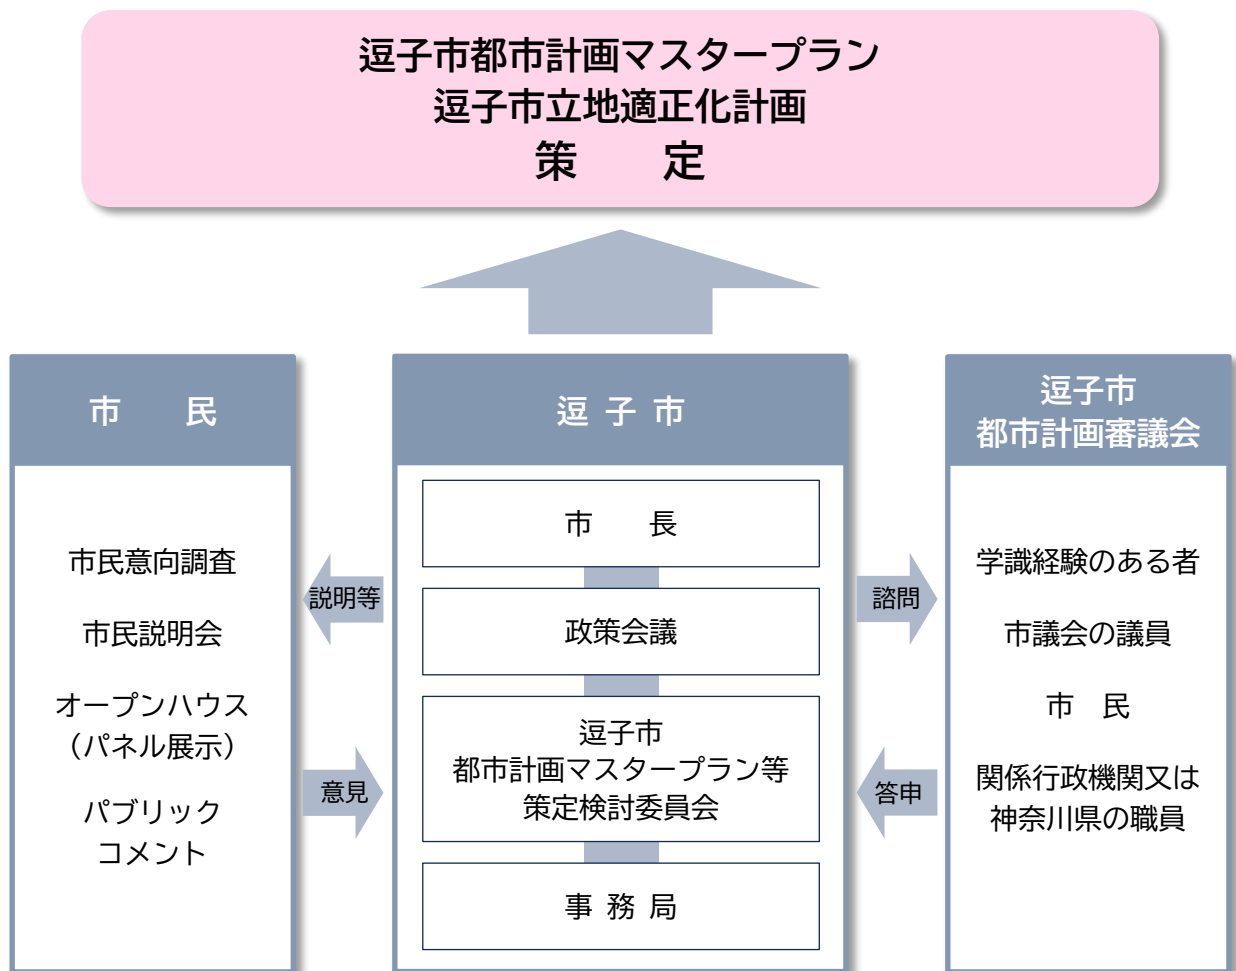 逗子市都市計画マスタープラン
逗子市立地適正化計画
策　　定
市　　民
市民意向調査
市民説明会
オープンハウス
（パネル展示）
パブリック
コメント
説明等
意見
逗 子 市
市　　長
政策会議
逗子市
都市計画マスタープラン等
策定検討委員会
事 務 局
諮問
答申
逗子市
都市計画審議会
学識経験のある者
市議会の議員
市　民
関係行政機関又は
神奈川県の職員